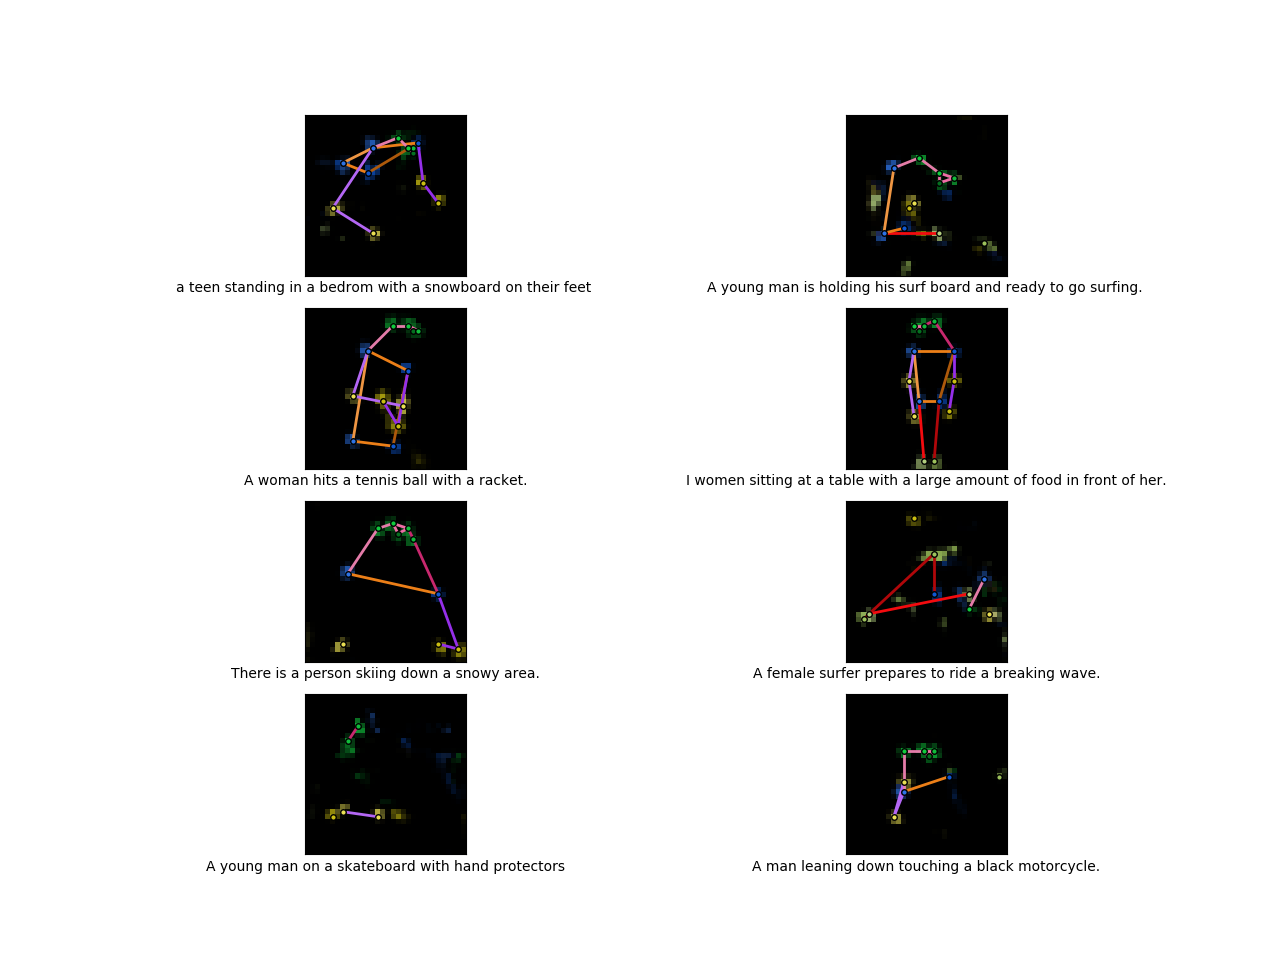 a teen standing in a bedrom with a snowboard on their feet
A young man is holding his surf board and ready to go surfing.
A woman hits a tennis ball with a racket.
I women sitting at a table with a large amount of food in front of her.
There is a person skiing down a snowy area.
A female surfer prepares to ride a breaking wave.
A young man on a skateboard with hand protectors
A man leaning down touching a black motorcycle.